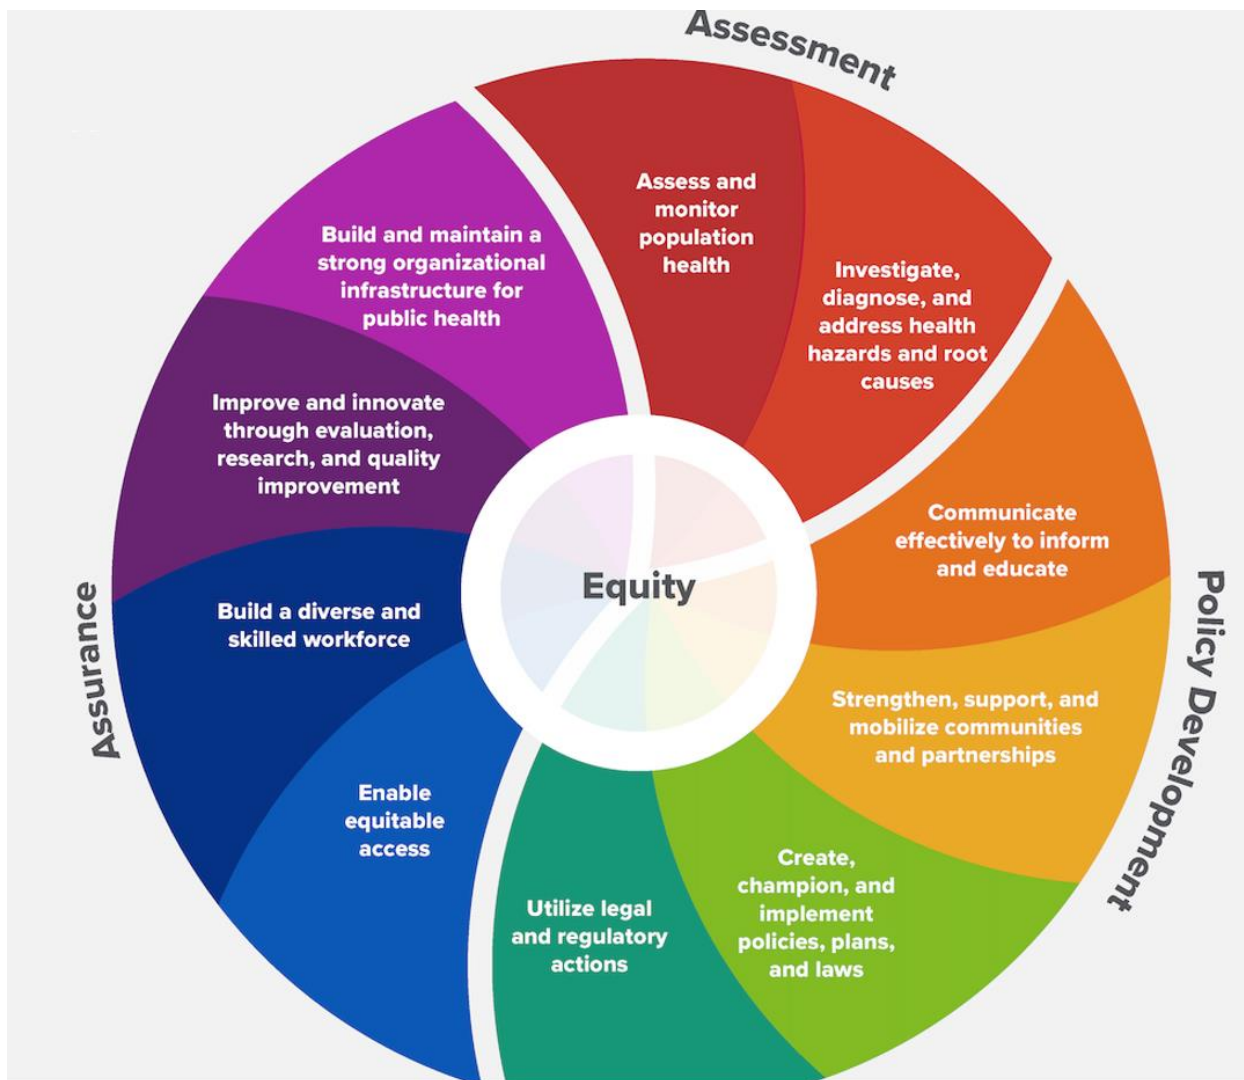 Assessment
Assess and
monitor
population
health
Investigate,
diagnose, and
address health
hazards and root
causes
Policy Development
Communicate
effectively to inform
and educate
Strengthen, support, and
mobilize communities
and partnerships
Create,
champion, and
implement
policies, plans,
and laws
Utilize legal
and regulatory
actions
Assurance
Enable
equitable
access
Build a diverse and
skilled workforce
Improve and innovate
through evaluation,
research, and quality
improvement
Build and maintain a
strong organizational
infrastructure for
public health
Equity